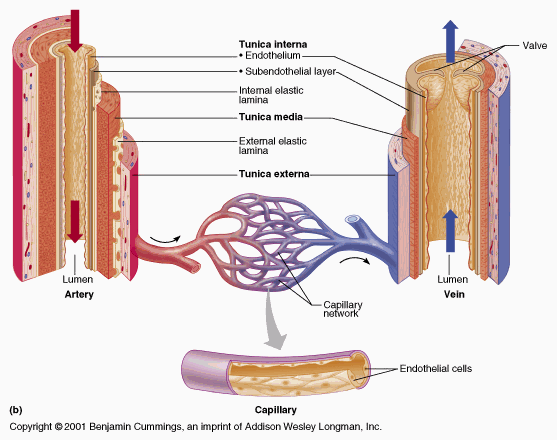 Tunica interna
• Endothelium
• Subendothelial layer
Internal elastic
lamina
Tunica media
External elastic
lamina
Tunica externa
Valve
Lumen
Artery
Lumen
Vein
Capillary
network
Endothelial cells
(b)
Capillary
Copyright © 2001 Benjamin Cummings, an imprint of Addison Wesley Longman, Inc.